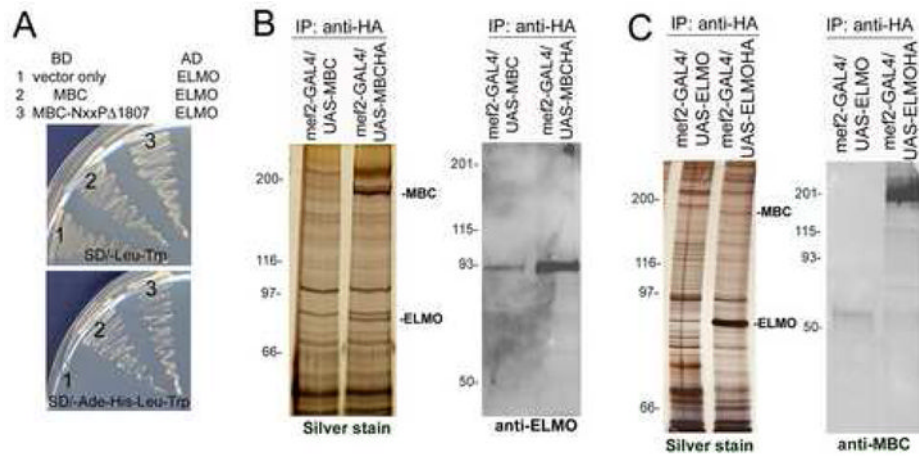 A
BD AD
1 vector only ELMO
2 MBC ELMO
3 MBC-NxxPΔ1807 ELMO
1
2
3
SD/-Leu-Trp
1
2
3
SD/-Ade-His-Leu-Trp
B
IP: anti-HA
mef2-GAL4/
UAS-MBC
mef2-GAL4/
UAS-MBCHA
200-
116-
97-
66-
-MBC
-ELMO
Silver stain
IP: anti-HA
mef2-GAL4/
UAS-MBC
mef2-GAL4/
UAS-MBCHA
201-
115-
93-
50-
anti-ELMO
C
IP: anti-HA
mef2-GAL4/
UAS-ELMO
mef2-GAL4/
UAS-ELMOHA
200-
116-
97-
66-
-MBC
-ELMO
Silver stain
IP: anti-HA
mef2-GAL4/
UAS-ELMO
mef2-GAL4/
UAS-ELMOHA
201-
115-
93-
50-
anti-MBC